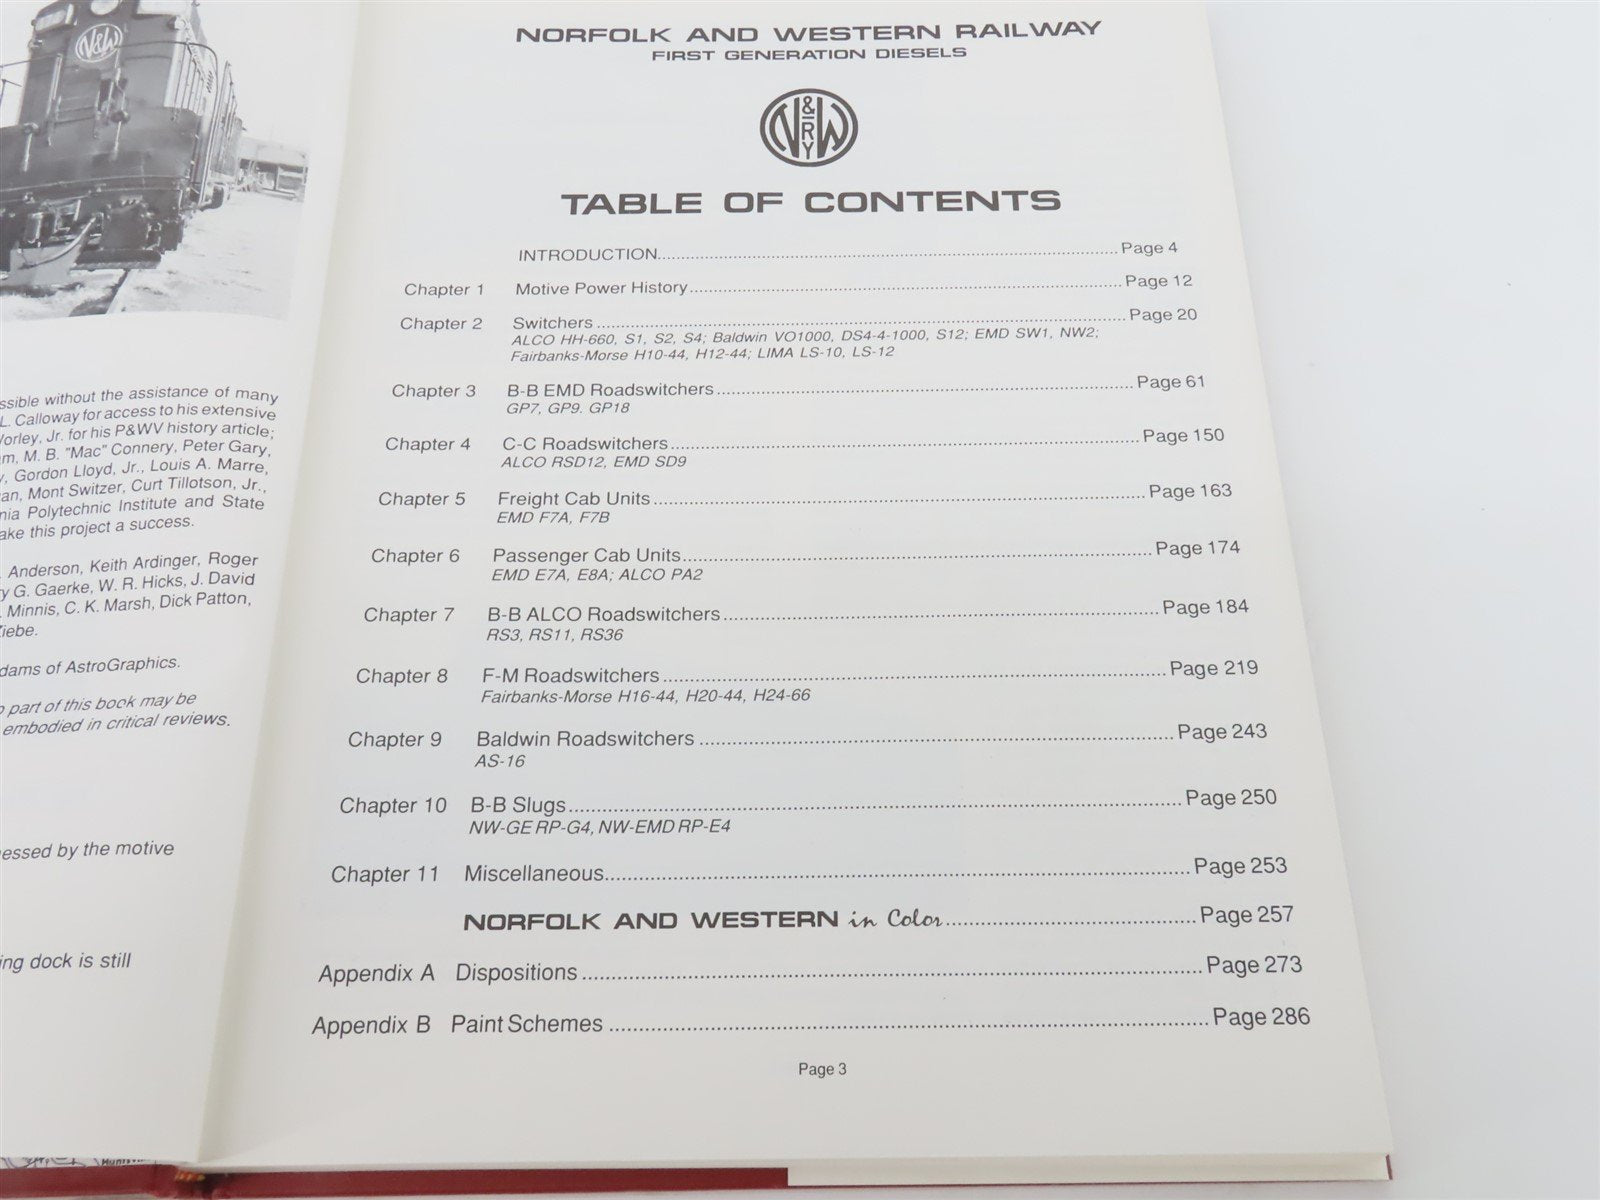 N&W
ssible without the assistance of many
L. Calloway for access to his extensive
orley, Jr. for his P&WV history article;
m, M. B. "Mac" Connery, Peter Gary,
Gordon Lloyd, Jr., Louis A. Marre,
an, Mont Switzer, Curt Tillotson, Jr.,
nia Polytechnic Institute and State
ake this project a success.
Anderson, Keith Ardinger, Roger
y G. Gaerke, W. R. Hicks, J. David
Minnis, C. K. Marsh, Dick Patton,
Ziebe.
dams of AstroGraphics.
o part of this book may be
embodied in critical reviews.
essed by the motive
ing dock is still
NORFOLK AND WESTERN RAILWAY
FIRST GENERATION DIESELS
N&W RY
TABLE OF CONTENTS
INTRODUCTION..........Page 4
Chapter 1 Motive Power History..........Page 12
Chapter 2 Switchers..........Page 20
ALCO HH-660, S1, S2, S4; Baldwin VO1000, DS4-4-1000, S12; EMD SW1, NW2;
Fairbanks-Morse H10-44, H12-44; LIMA LS-10, LS-12
Chapter 3 B-B EMD Roadswitchers..........Page 61
GP7, GP9. GP18
Chapter 4 C-C Roadswitchers..........Page 150
ALCO RSD12, EMD SD9
Chapter 5 Freight Cab Units..........Page 163
EMD F7A, F7B
Chapter 6 Passenger Cab Units..........Page 174
EMD E7A, E8A; ALCO PA2
Chapter 7 B-B ALCO Roadswitchers..........Page 184
RS3, RS11, RS36
Chapter 8 F-M Roadswitchers..........Page 219
Fairbanks-Morse H16-44, H20-44, H24-66
Chapter 9 Baldwin Roadswitchers..........Page 243
AS-16
Chapter 10 B-B Slugs..........Page 250
NW-GE RP-G4, NW-EMD RP-E4
Chapter 11 Miscellaneous..........Page 253
NORFOLK AND WESTERN in Color..........Page 257
Appendix A Dispositions..........Page 273
Appendix B Paint Schemes..........Page 286
Page 3